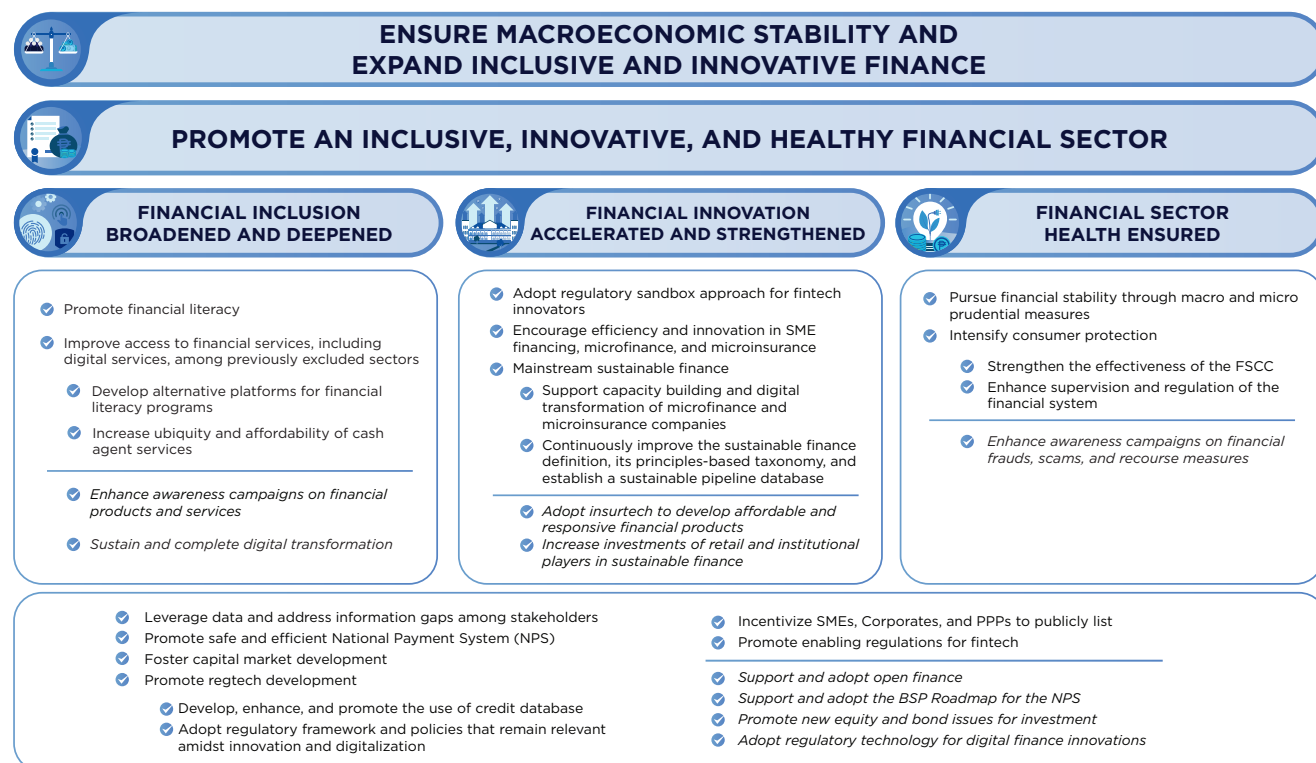 ENSURE MACROECONOMIC STABILITY AND
EXPAND INCLUSIVE AND INNOVATIVE FINANCE
PROMOTE AN INCLUSIVE, INNOVATIVE, AND HEALTHY FINANCIAL SECTOR
FINANCIAL INCLUSION
BROADENED AND DEEPENED
Promote financial literacy
Improve access to financial services, including
digital services, among previously excluded sectors
Develop alternative platforms for financial
literacy programs
Increase ubiquity and affordability of cash
agent services
Enhance awareness campaigns on financial
products and services
Sustain and complete digital transformation
FINANCIAL INNOVATION
ACCELERATED AND STRENGTHENED
Adopt regulatory sandbox approach for fintech
innovators
Encourage efficiency and innovation in SME
financing, microfinance, and microinsurance
Mainstream sustainable finance
Support capacity building and digital
transformation of microfinance and
microinsurance companies
Continuously improve the sustainable finance
definition, its principles-based taxonomy, and
establish a sustainable pipeline database
Adopt insurtech to develop affordable and
responsive financial products
Increase investments of retail and institutional
players in sustainable finance
FINANCIAL SECTOR
HEALTH ENSURED
Pursue financial stability through macro and micro
prudential measures
Intensify consumer protection
Strengthen the effectiveness of the FSCC
Enhance supervision and regulation of the
financial system
Enhance awareness campaigns on financial
frauds, scams, and recourse measures
Leverage data and address information gaps among stakeholders
Promote safe and efficient National Payment System (NPS)
Foster capital market development
Promote regtech development
Develop, enhance, and promote the use of credit database
Adopt regulatory framework and policies that remain relevant
amidst innovation and digitalization
Incentivize SMEs, Corporates, and PPPs to publicly list
Promote enabling regulations for fintech
Support and adopt open finance
Support and adopt the BSP Roadmap for the NPS
Promote new equity and bond issues for investment
Adopt regulatory technology for digital finance innovations